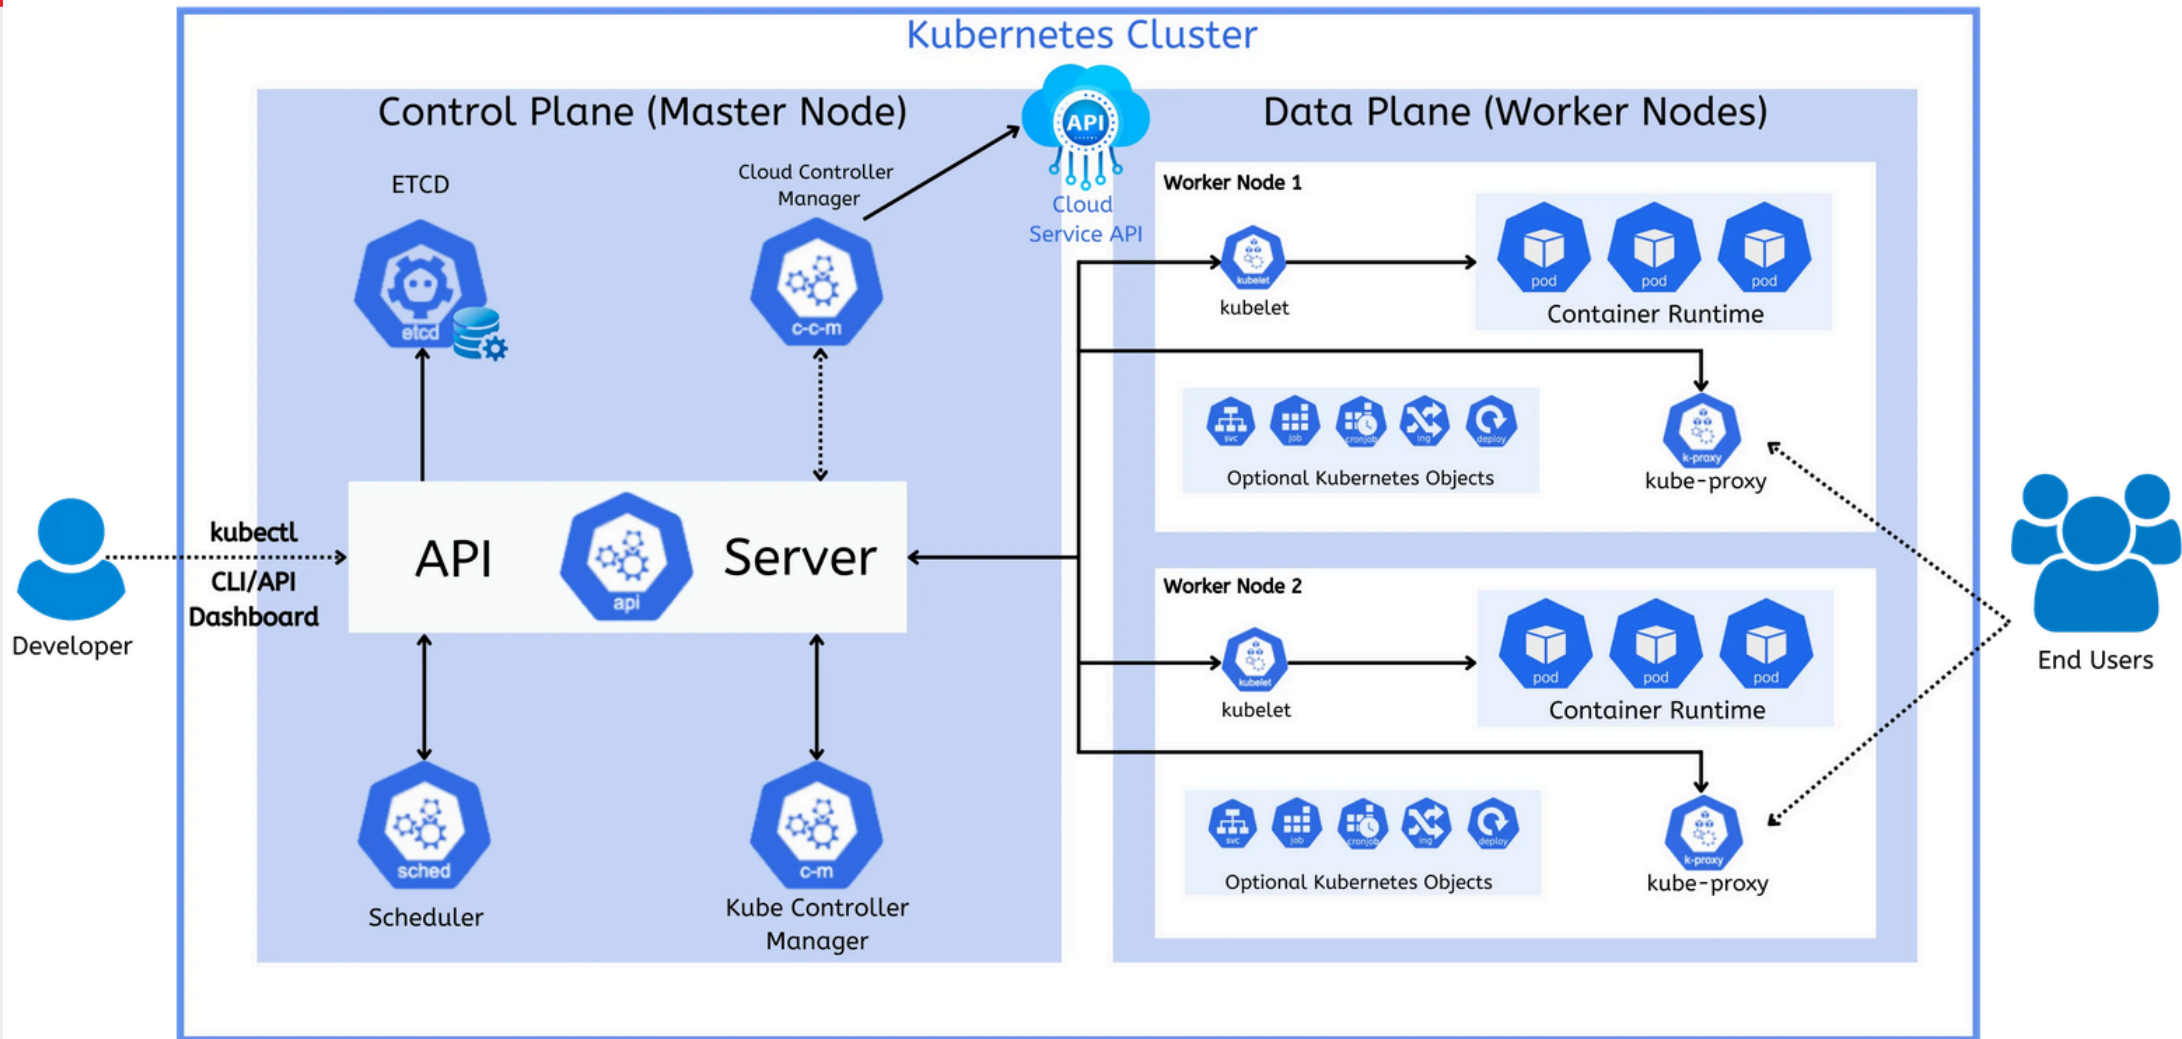 Kubernetes Cluster
Control Plane (Master Node)
ETCD
etcd
Cloud Controller
Manager
c-c-m
API
Cloud
Service API
Developer
kubectl
CLI/API
Dashboard
API
api
Server
sched
Scheduler
c-m
Kube Controller
Manager
Data Plane (Worker Nodes)
Worker Node 1
kubelet
kubelet
pod
pod
pod
Container Runtime
svc
job
cronjob
ing
deploy
Optional Kubernetes Objects
k-proxy
kube-proxy
Worker Node 2
kubelet
kubelet
pod
pod
pod
Container Runtime
svc
job
cronjob
ing
deploy
Optional Kubernetes Objects
k-proxy
kube-proxy
End Users